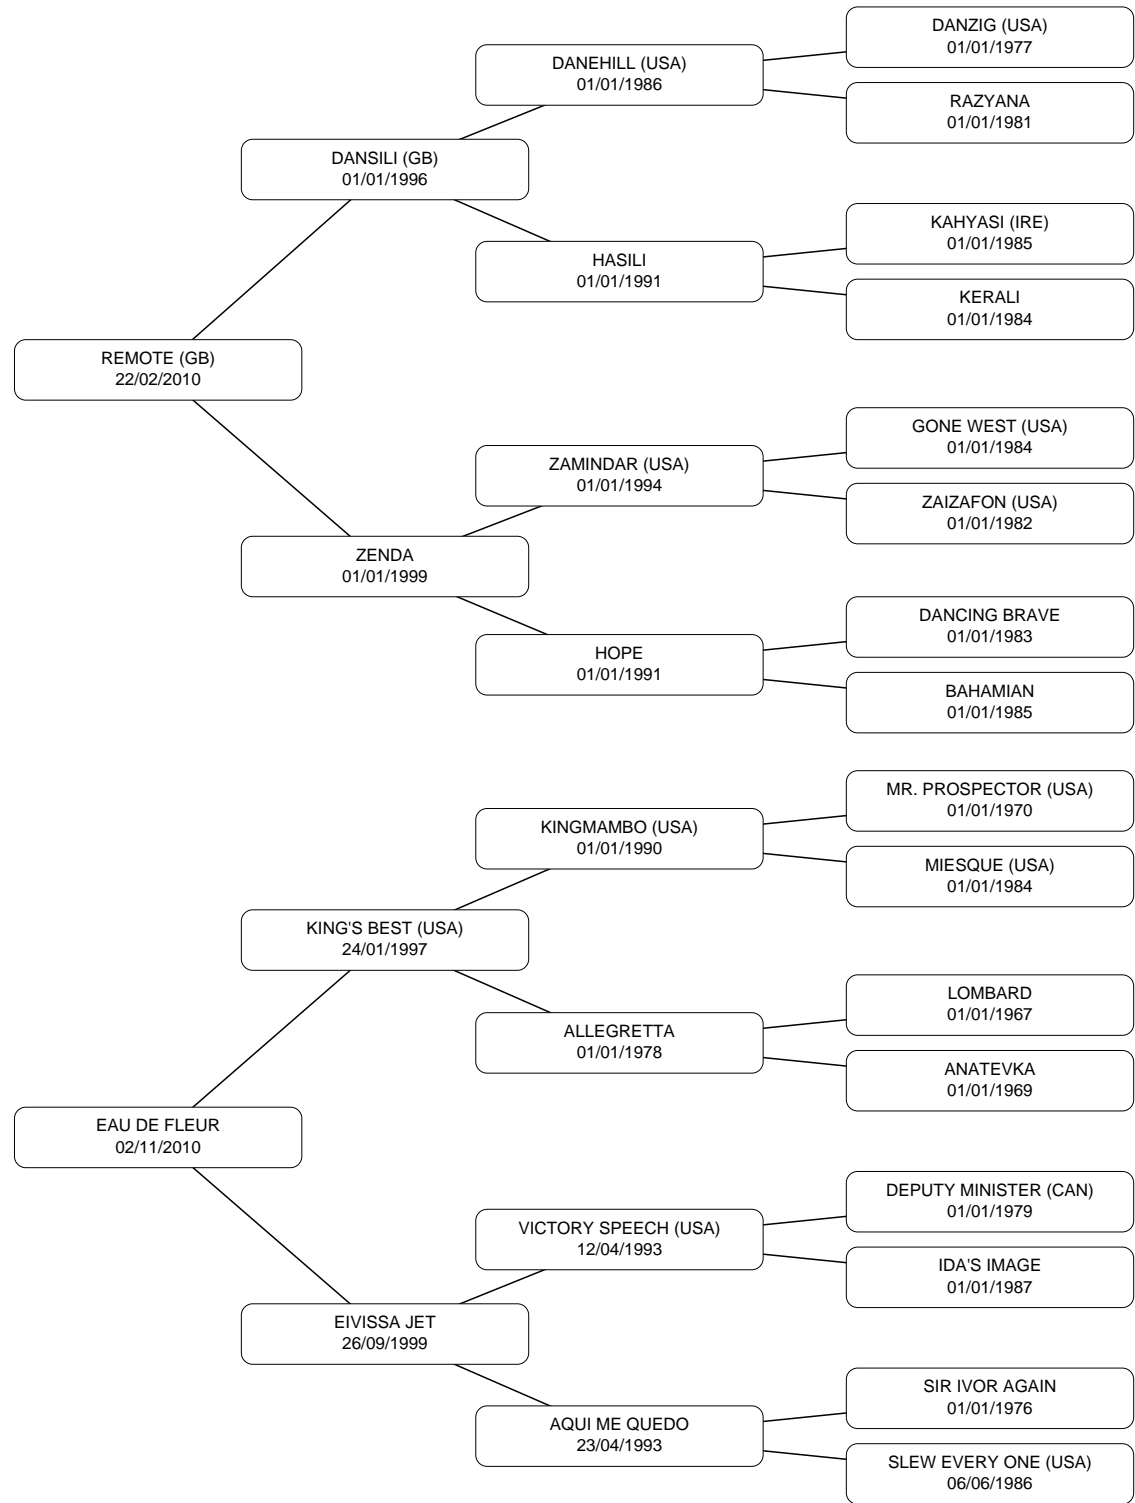 DANZIG (USA)
01/01/1977
DANEHILL (USA)
01/01/1986
RAZYANA
01/01/1981
DANSILI (GB)
01/01/1996
KAHYASI (IRE)
01/01/1985
HASILI
01/01/1991
KERALI
01/01/1984
REMOTE (GB)
22/02/2010
GONE WEST (USA)
01/01/1984
ZAMINDAR (USA)
01/01/1994
ZAIZAFON (USA)
01/01/1982
ZENDA
01/01/1999
DANCING BRAVE
01/01/1983
HOPE
01/01/1991
BAHAMIAN
01/01/1985
MR. PROSPECTOR (USA)
01/01/1970
KINGMAMBO (USA)
01/01/1990
MIESQUE (USA)
01/01/1984
KING'S BEST (USA)
24/01/1997
LOMBARD
01/01/1967
ALLEGRETTA
01/01/1978
ANATEVKA
01/01/1969
EAU DE FLEUR
02/11/2010
DEPUTY MINISTER (CAN)
01/01/1979
VICTORY SPEECH (USA)
12/04/1993
IDA'S IMAGE
01/01/1987
EIVISSA JET
26/09/1999
SIR IVOR AGAIN
01/01/1976
AQUI ME QUEDO
23/04/1993
SLEW EVERY ONE (USA)
06/06/1986